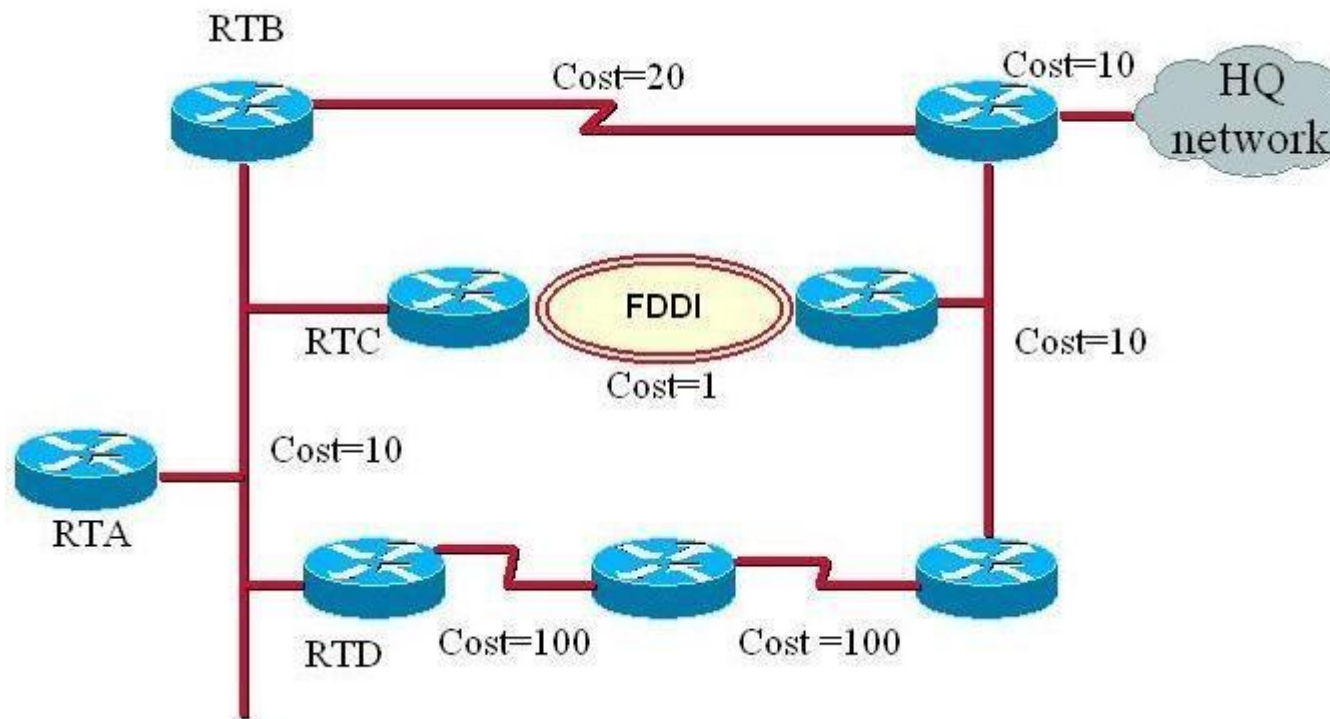 RTB
Cost=20
Cost=10
HQ
network
FDDI
RTC
Cost=1
Cost=10
Cost=10
RTA
RTD
Cost=100
Cost =100